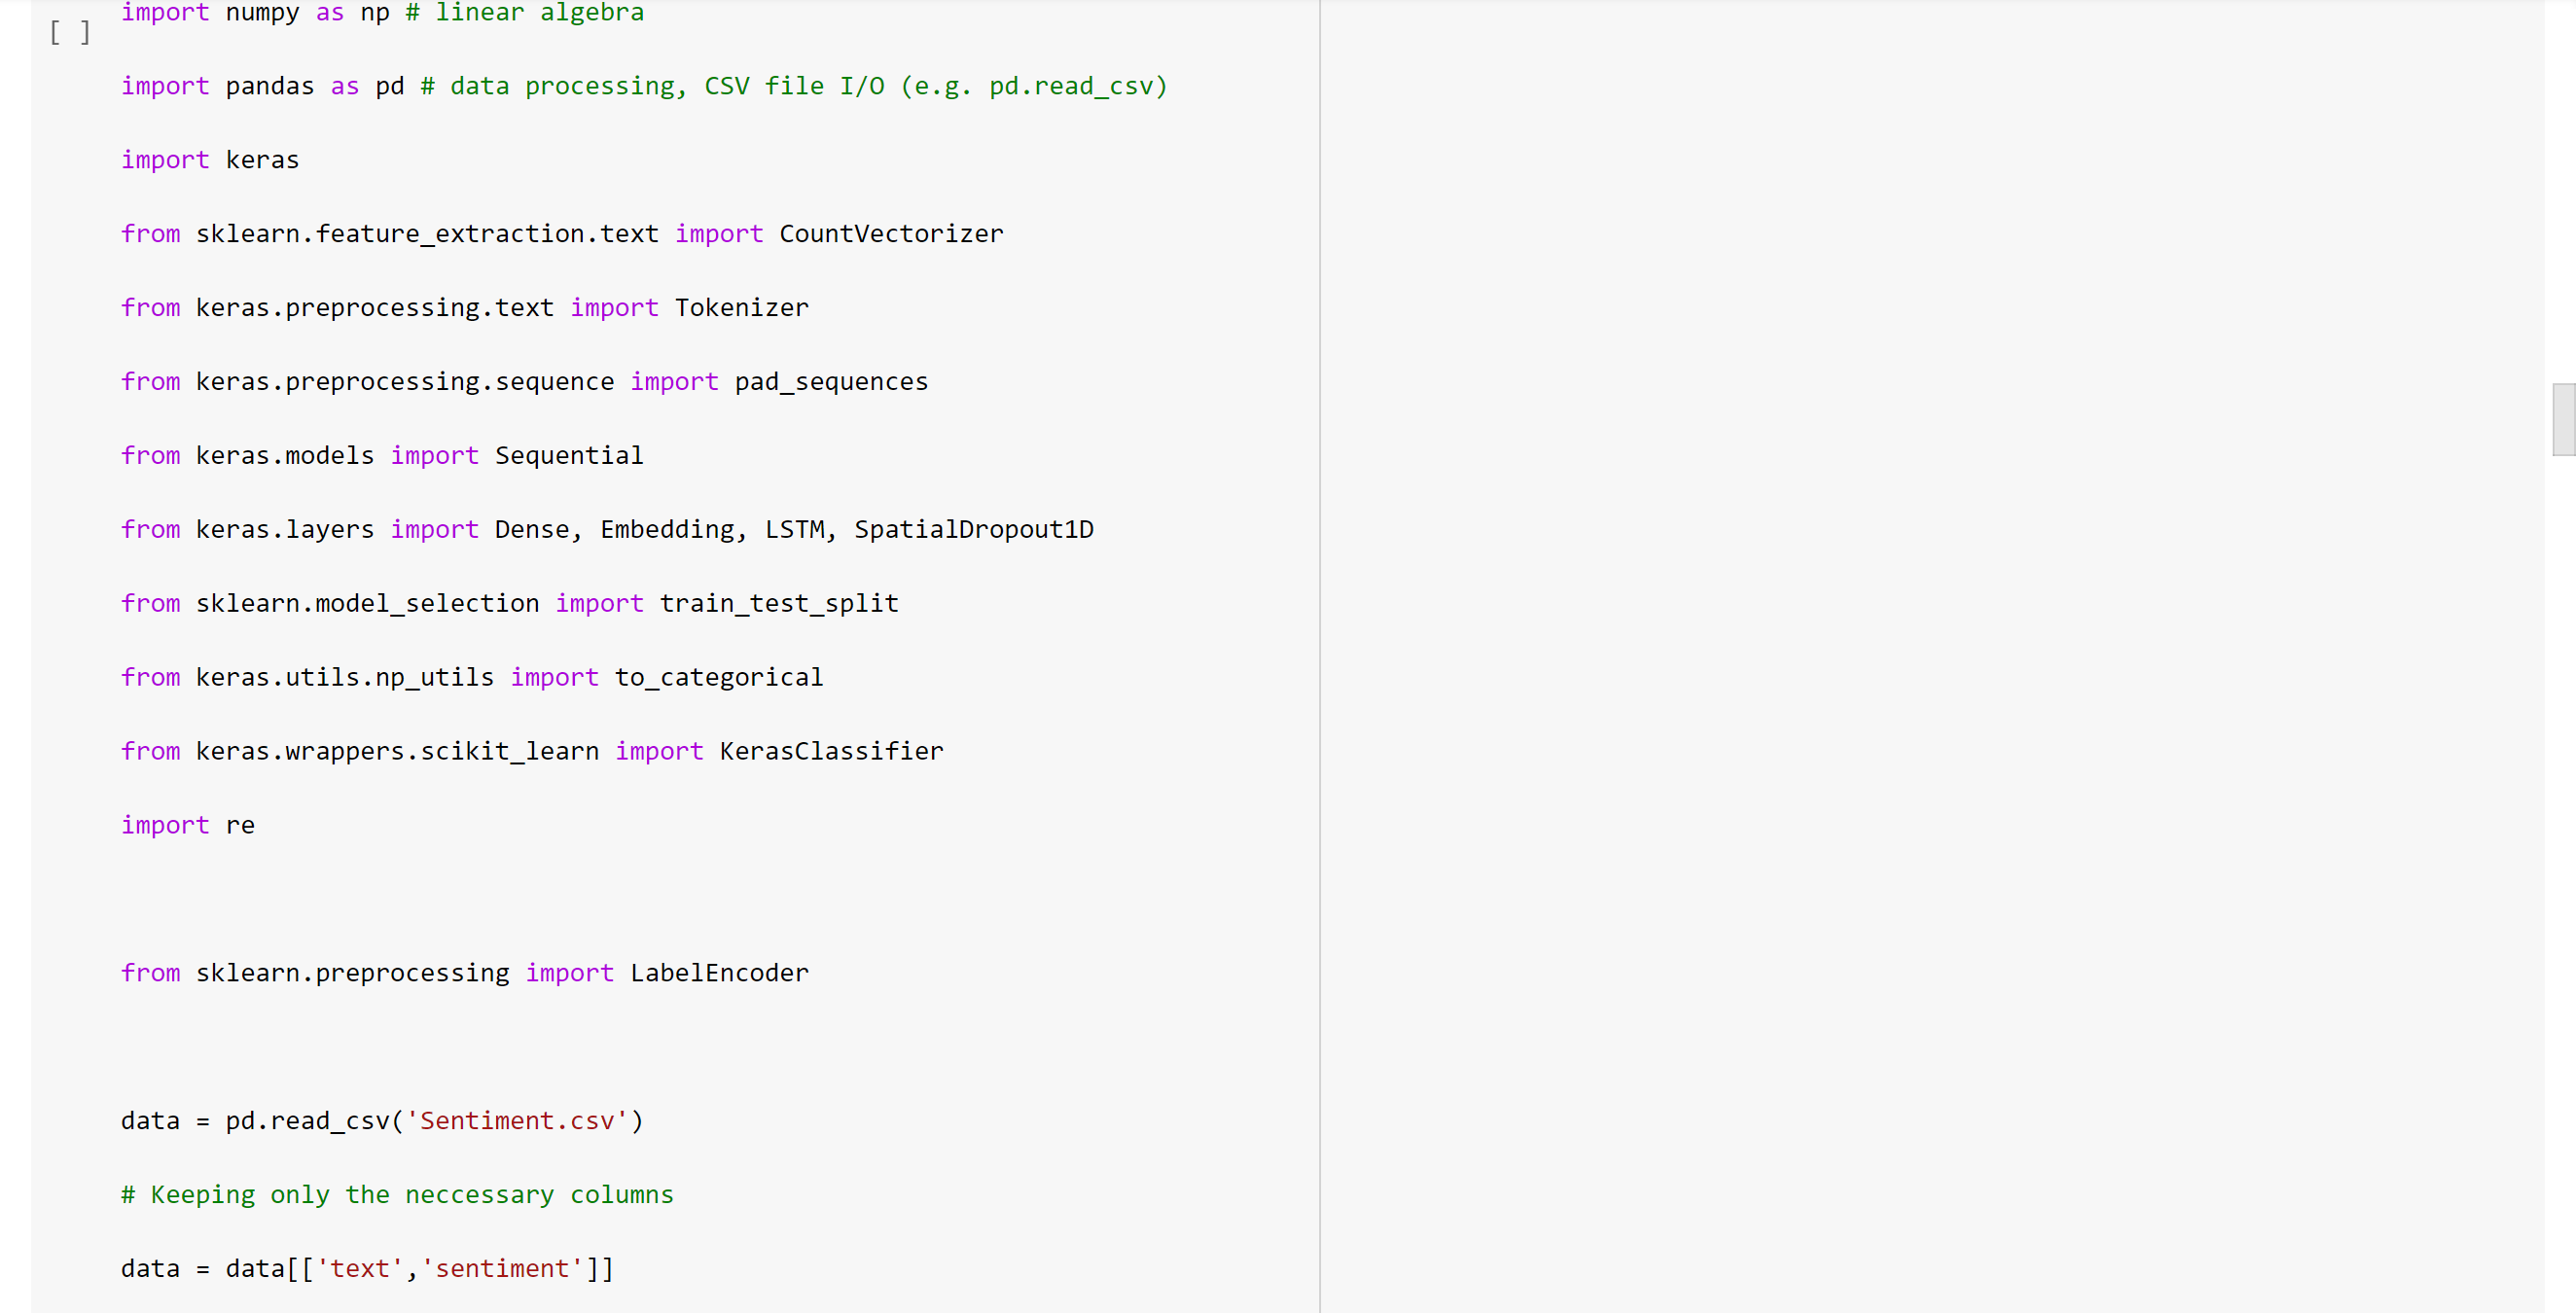 import numpy as np # linear algebra
[ ]
import pandas as pd # data processing, CSV file I/O (e.g. pd.read_csv)
import keras
from sklearn.feature_extraction.text import CountVectorizer
from keras.preprocessing.text import Tokenizer
from keras.preprocessing.sequence import pad_sequences
from keras.models import Sequential
from keras.layers import Dense, Embedding, LSTM, SpatialDropout1D
from sklearn.model_selection import train_test_split
from keras.utils.np_utils import to_categorical
from keras.wrappers.scikit_learn import KerasClassifier
import re
from sklearn.preprocessing import LabelEncoder
data = pd.read_csv('Sentiment.csv')
# Keeping only the neccessary columns
data = data[['text','sentiment']]